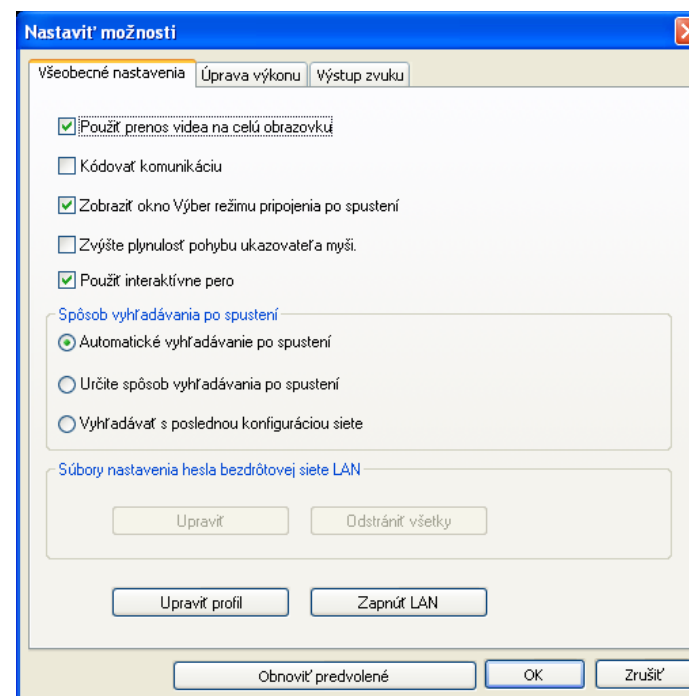 Nastaviť možnosti
Všeobecné nastavenia Úprava výkonu Výstup zvuku
Použiť prenos videa na celú obrazovku
Kódovať komunikáciu
Zobraziť okno Výber režimu pripojenia po spustení
Zvýšte plynulosť pohybu ukazovateľa myši.
Použiť interaktívne pero
Spôsob vyhľadávania po spustení
Automatické vyhľadávanie po spustení
Určite spôsob vyhľadávania po spustení
Vyhľadávať s poslednou konfiguráciou siete
Súbory nastavenia hesla bezdrôtovej siete LAN
Upraviť Odstrániť všetky
Upraviť profil Zapnúť LAN
Obnoviť predvolené OK Zrušiť